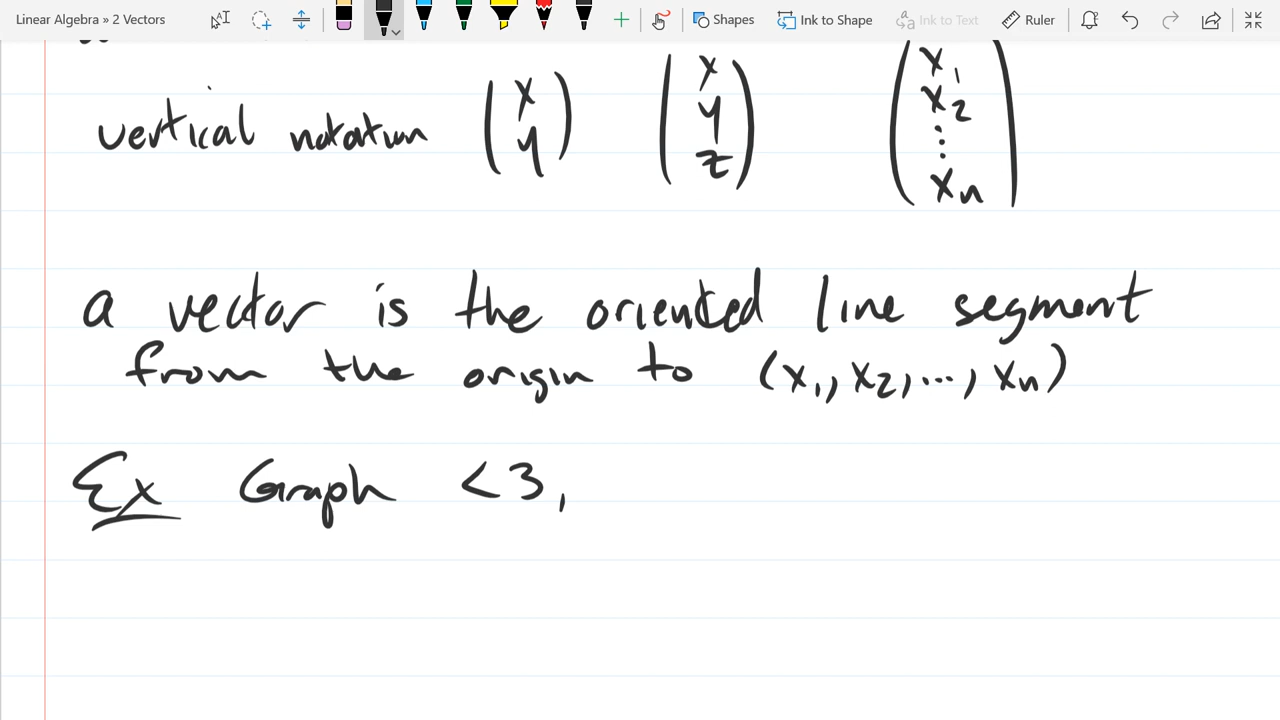 Linear Algebra » 2 Vectors
Shapes
Ink to Shape
Ink to Text
Ruler
vertical notation (x y) (x y z) (x₁ x₂ ⋮ xₙ)
a vector is the oriented line segment
from the origin to (x₁, x₂, ..., xₙ)
Ex Graph <3,